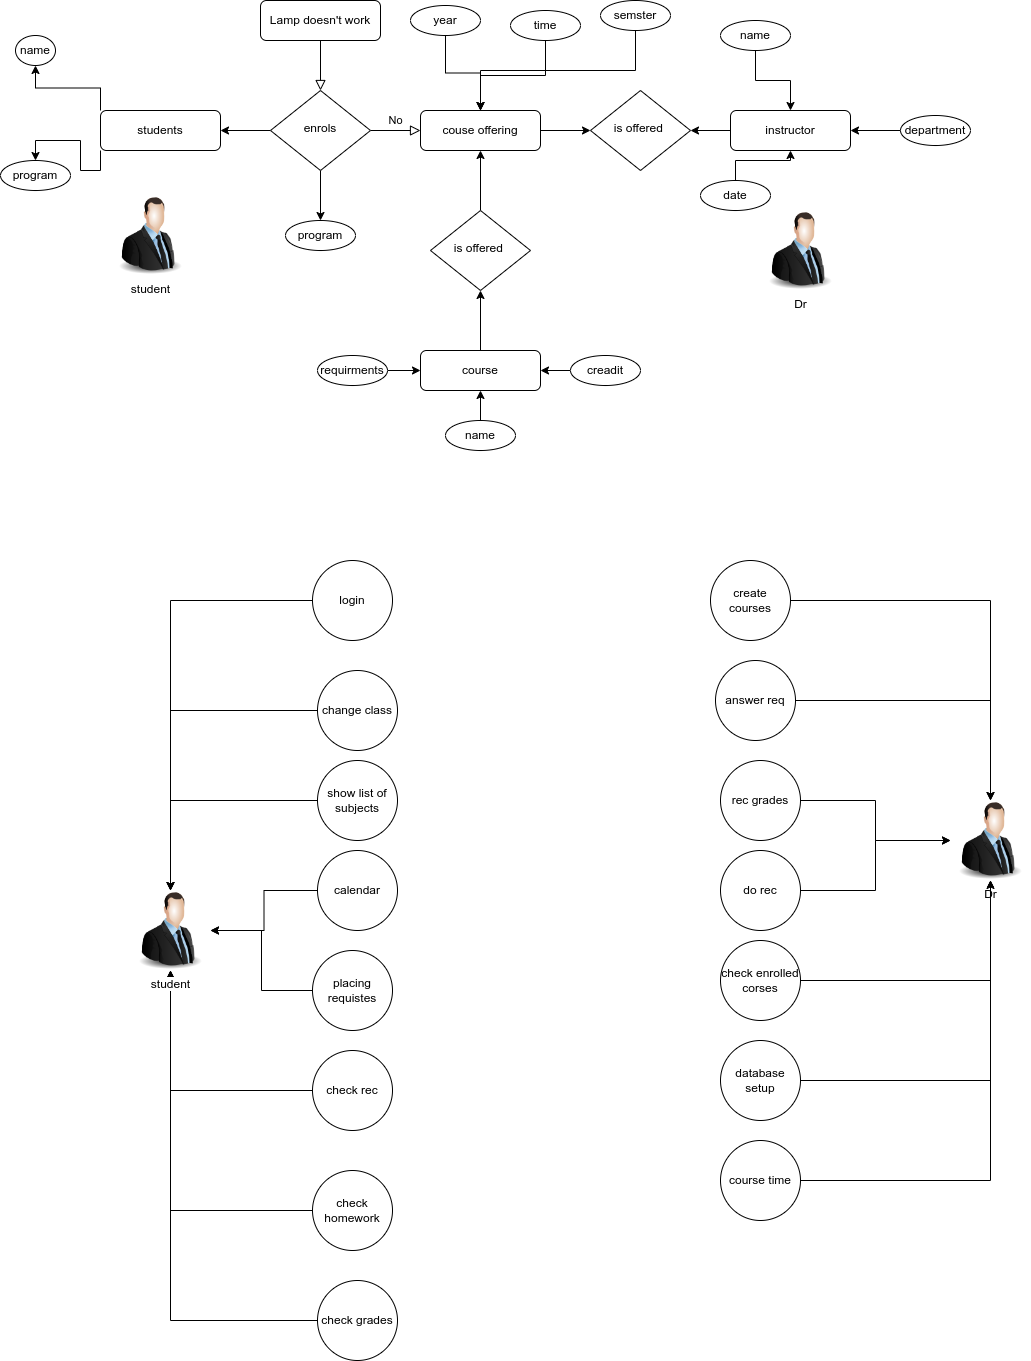 Lamp doesn't work
year
time
semster
name
name
students
enrols
No
couse offering
is offered
instructor
department
program
date
program
is offered
student
Dr
requirments
course
creadit
name
login
change class
show list of
subjects
calendar
student
placing
requistes
check rec
check
homework
check grades
create
courses
answer req
rec grades
do rec
Dr
check enrolled
corses
database
setup
course time